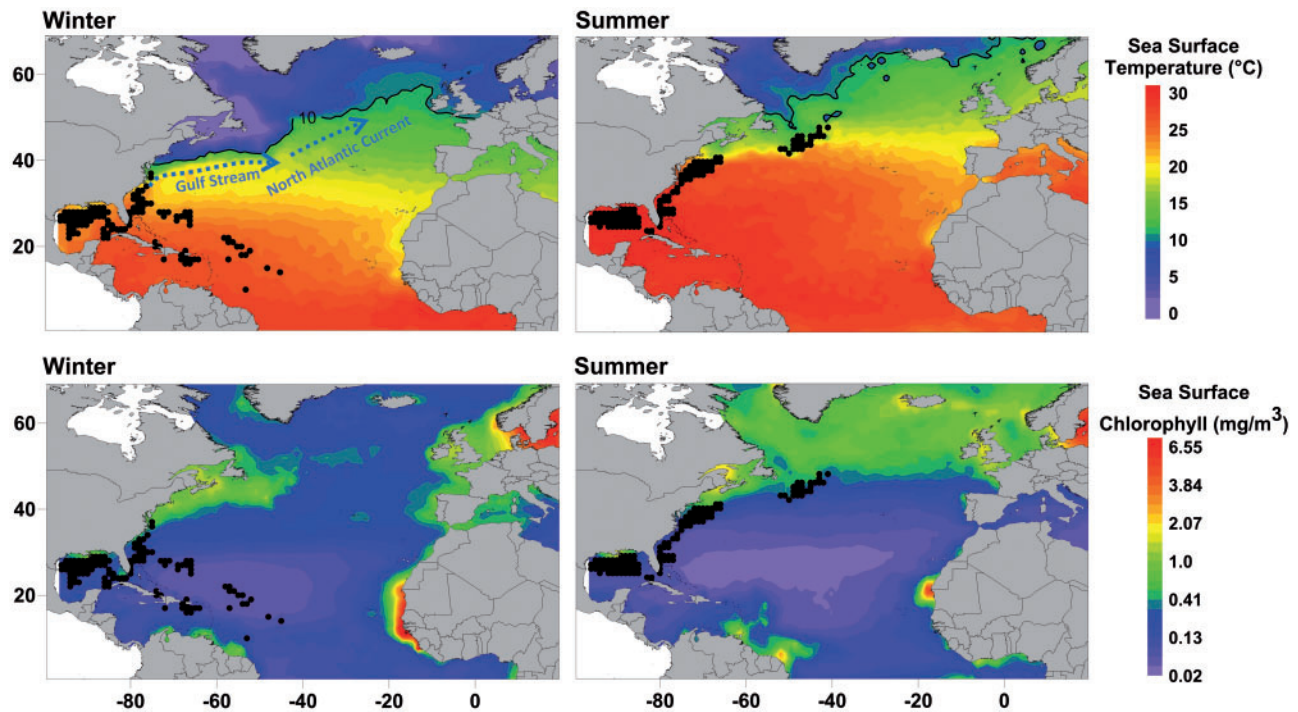 Winter
Summer
Sea Surface
Temperature (°C)
60
40
20
10
Gulf Stream
North Atlantic Current
30
25
20
15
10
5
0
Winter
Summer
Sea Surface
Chlorophyll (mg/m³)
60
40
20
6.55
3.84
2.07
1.0
0.41
0.13
0.02
-80 -60 -40 -20 0
-80 -60 -40 -20 0